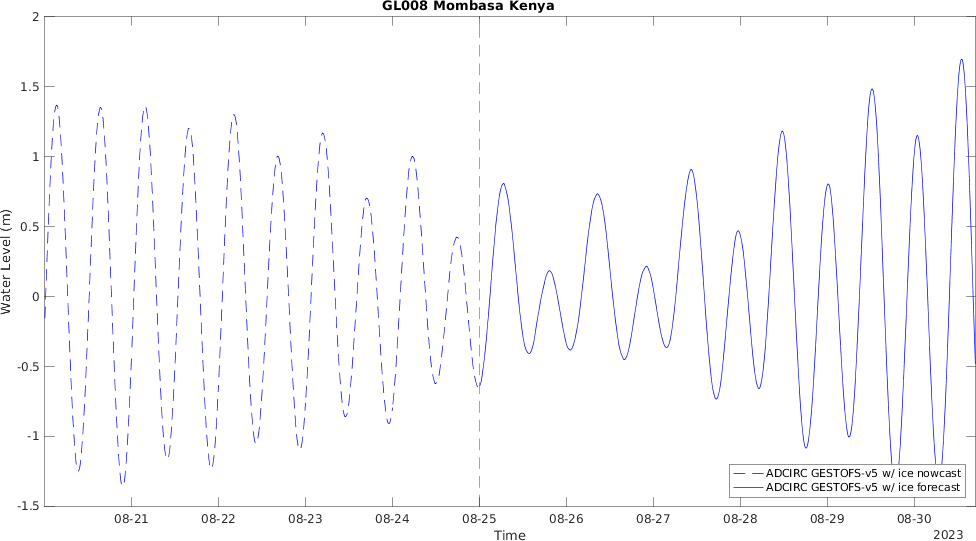 GL008 Mombasa Kenya
2
1.5
1
0.5
0
-0.5
-1
-1.5
Water Level (m)
ADCIRC GESTOFS-v5 w/ ice nowcast
ADCIRC GESTOFS-v5 w/ ice forecast
08-21 08-22 08-23 08-24 08-25 08-26 08-27 08-28 08-29 08-30
Time
2023